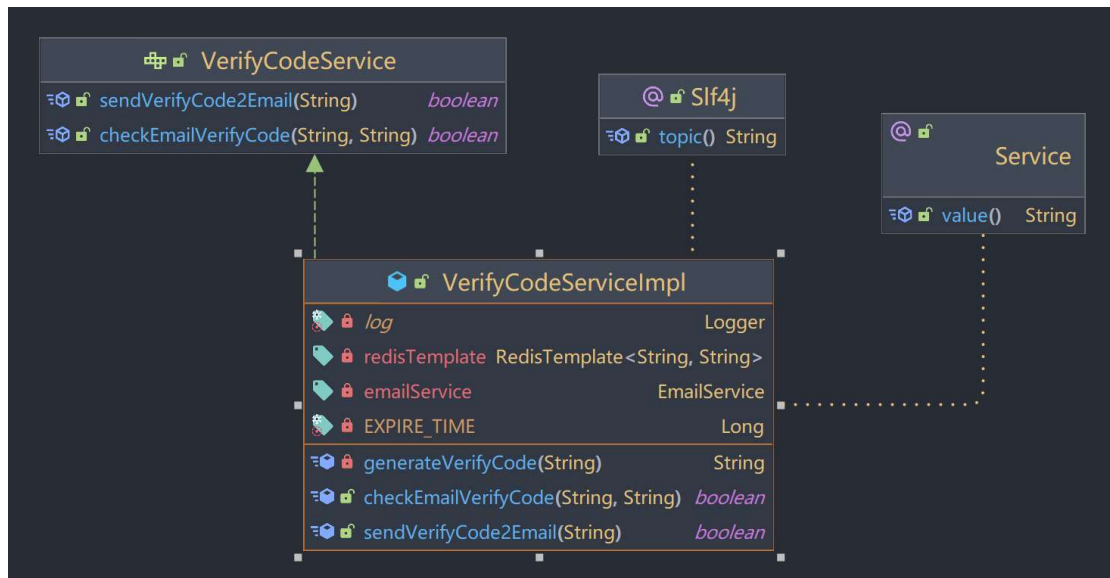 VerifyCodeService
sendVerifyCode2Email(String) boolean
checkEmailVerifyCode(String, String) boolean
@ Slf4j
topic() String
@
Service
value() String
VerifyCodeServiceImpl
log Logger
redisTemplate RedisTemplate<String, String>
emailService EmailService
EXPIRE_TIME Long
generateVerifyCode(String) String
checkEmailVerifyCode(String, String) boolean
sendVerifyCode2Email(String) boolean